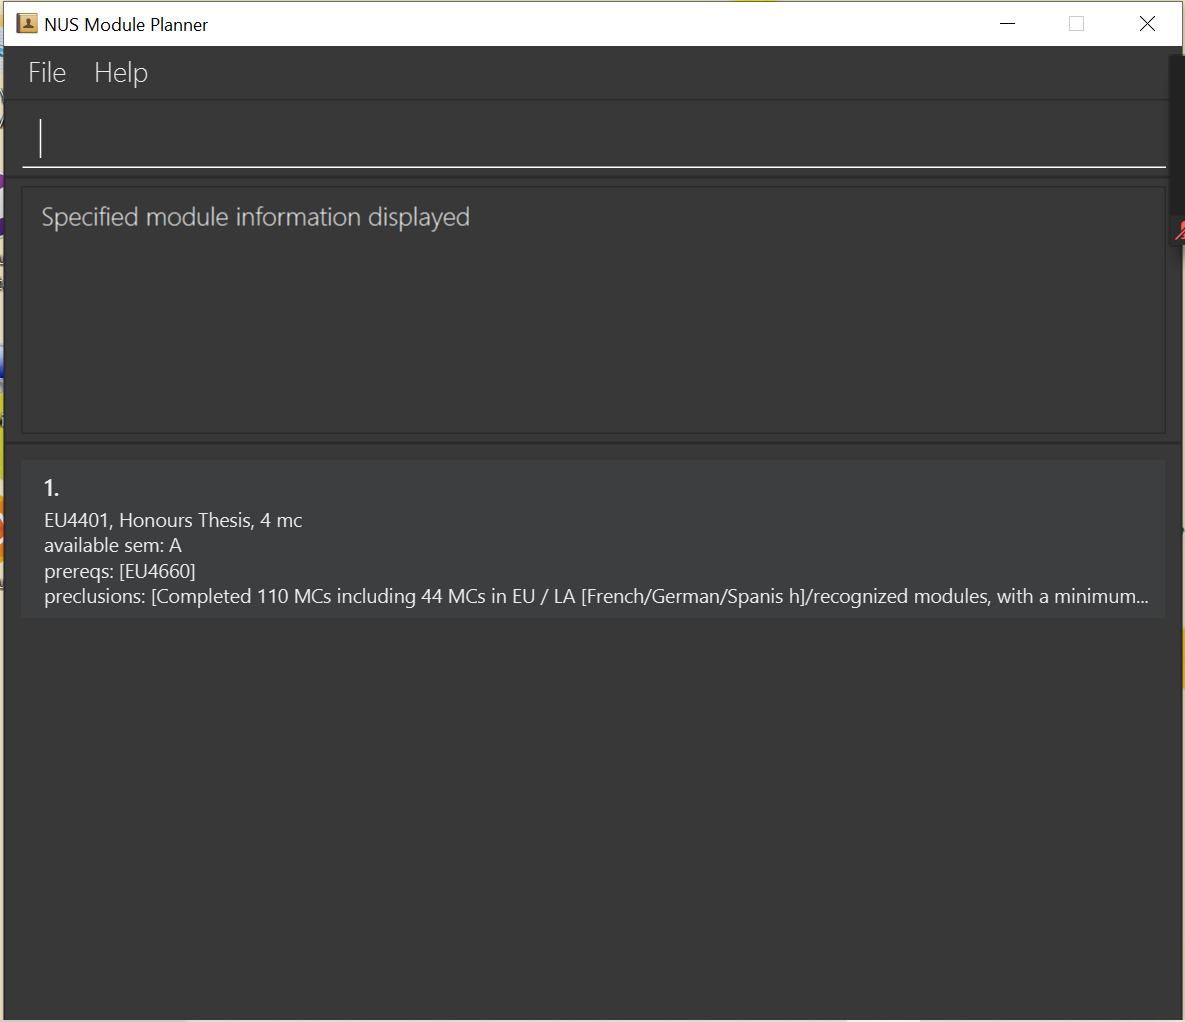 NUS Module Planner
File Help
Specified module information displayed
1.
EU4401, Honours Thesis, 4 mc
available sem: A
prereqs: [EU4660]
preclusions: [Completed 110 MCs including 44 MCs in EU / LA [French/German/Spanis h]/recognized modules, with a minimum...